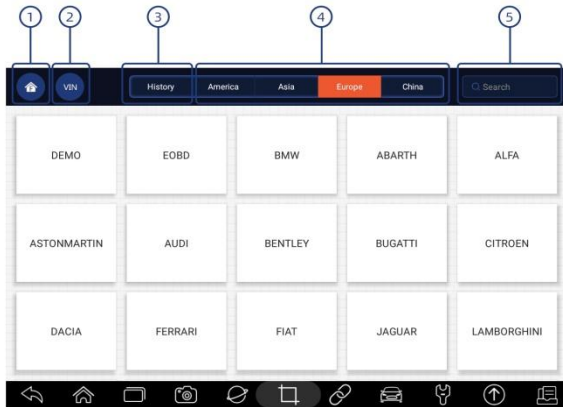 1 2 3 4 5
VIN History America Asia Europe China Search
DEMO EOBD BMW ABARTH ALFA
ASTONMARTIN AUDI BENTLEY BUGATTI CITROEN
DACIA FERRARI FIAT JAGUAR LAMBORGHINI